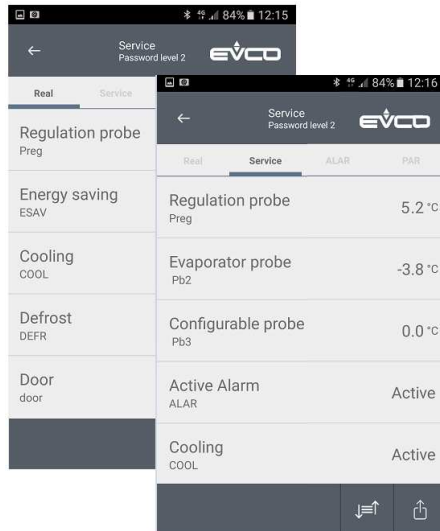 4G 84% 12:15
Service
Password level 2
EVCO
Real Service
Regulation probe
Preg
Energy saving
ESAV
Cooling
COOL
Defrost
DEFR
Door
door
4G 84% 12:16
Service
Password level 2
EVCO
Real Service ALAR PAR
Regulation probe 5.2 °C
Preg
Evaporator probe -3.8 °C
Pb2
Configurable probe 0.0 °C
Pb3
Active Alarm Active
ALAR
Cooling Active
COOL